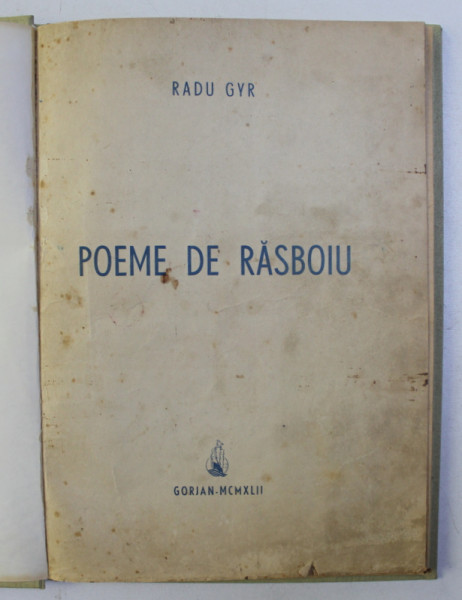 RADU GYR
POEME DE RĂSBOIU
GORJAN-MCMXLII